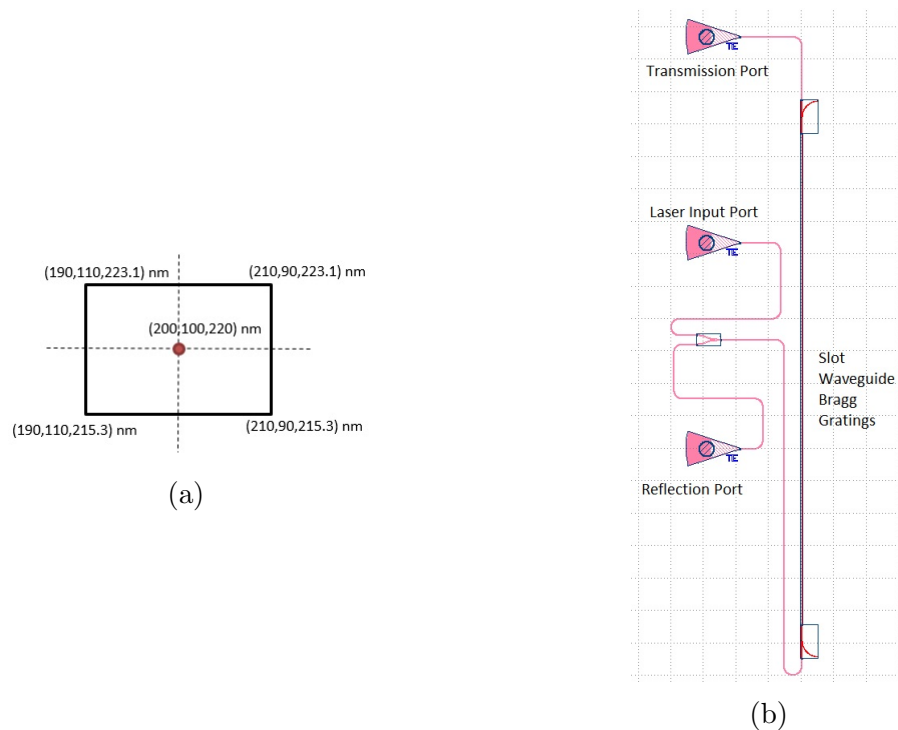 (190,110,223.1) nm
(210,90,223.1) nm
(200,100,220) nm
(190,110,215.3) nm
(210,90,215.3) nm
(a)
TE
Transmission Port
Laser Input Port
TE
Slot
Waveguide
Bragg
Gratings
TE
Reflection Port
(b)